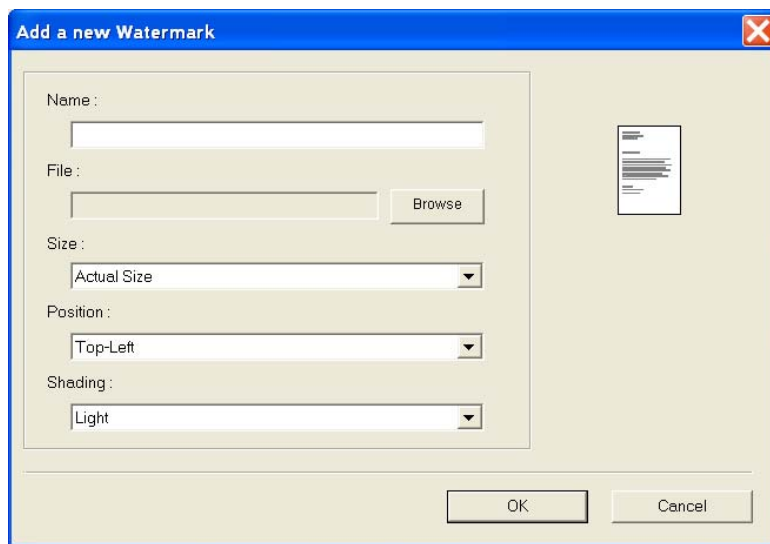 Add a new Watermark
Name :
File :
Browse
Size :
Actual Size
Position :
Top-Left
Shading :
Light
OK
Cancel